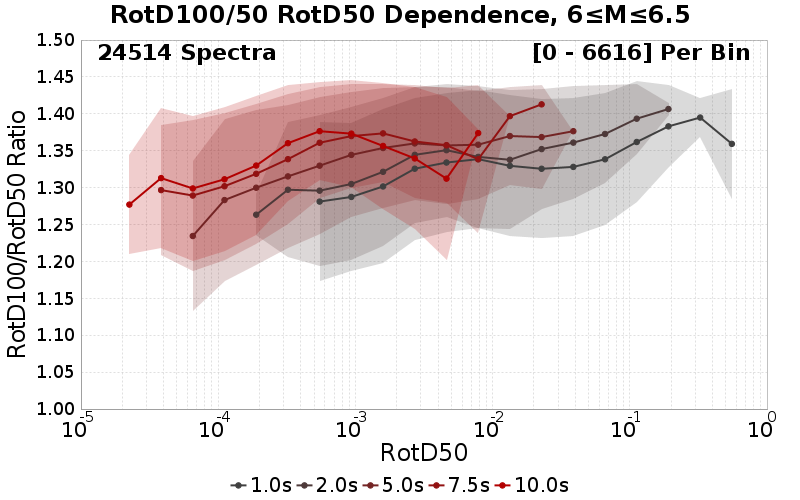 RotD100/50 RotD50 Dependence, 6≤M≤6.5
24514 Spectra
[0 - 6616] Per Bin
RotD100/RotD50 Ratio
1.50
1.45
1.40
1.35
1.30
1.25
1.20
1.15
1.10
1.05
1.00
10-5 10-4 10-3 10-2 10-1 100
RotD50
1.0s 2.0s 5.0s 7.5s 10.0s